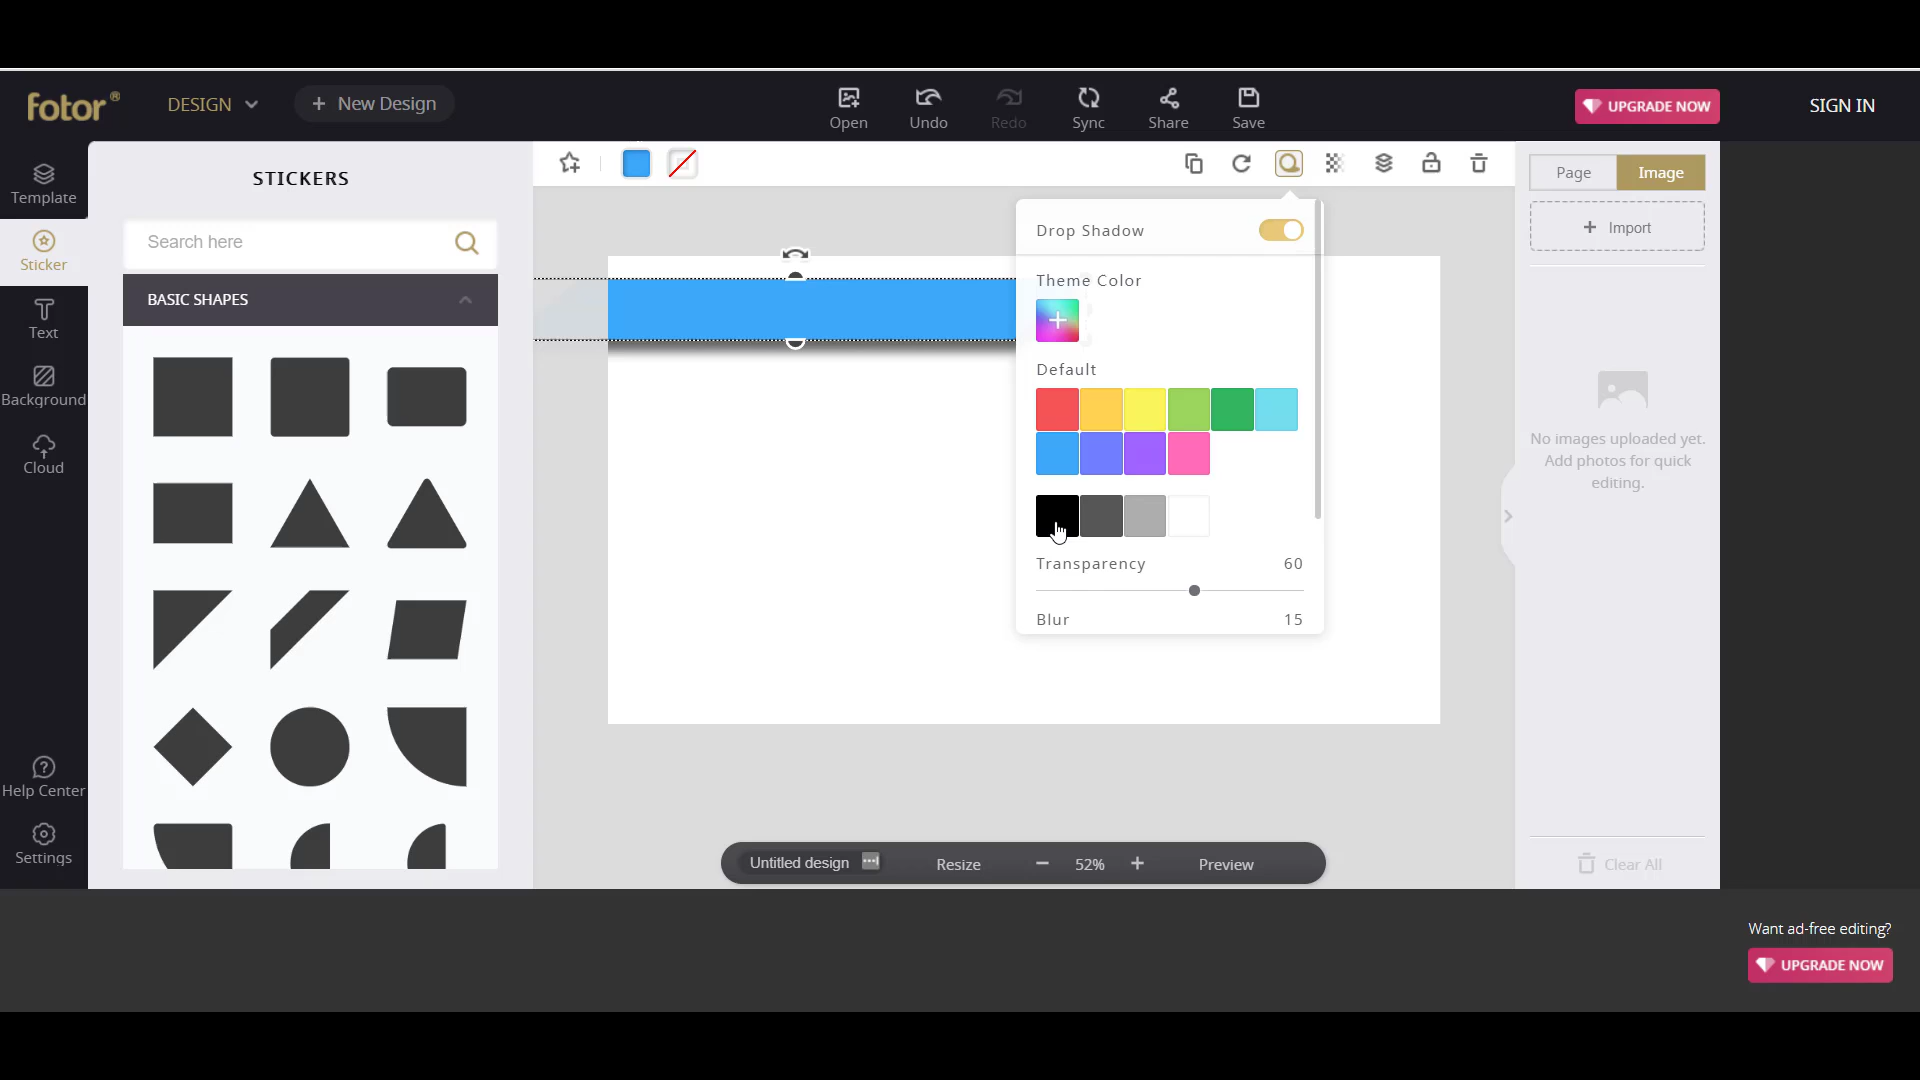 fotor®
DESIGN
+ New Design
Open
Undo
Redo
Sync
Share
Save
UPGRADE NOW
SIGN IN
Template
Sticker
Text
Background
Cloud
Help Center
Settings
STICKERS
Search here
BASIC SHAPES
Drop Shadow
Theme Color
Default
Transparency 60
Blur 15
Page
Image
+ Import
No images uploaded yet.
Add photos for quick
editing.
Clear All
Untitled design
Resize
52%
Preview
Want ad-free editing?
UPGRADE NOW